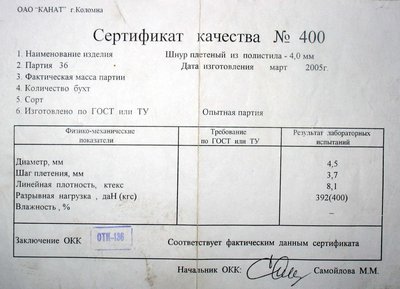 ОАО "КАНАТ" г.Коломна
Сертификат качества № 400
1. Наименование изделия Шнур плетеный из полистила - 4,0 мм
2. Партия 36 Дата изготовления март 2005г.
3. Фактическая масса партии
4. Количество бухт
5. Сорт
6. Изготовлено по ГОСТ или ТУ Опытная партия
Физико-механические Требование Результат лабораторных
показатели по ГОСТ или ТУ испытаний
Диаметр, мм 4,5
Шаг плетения, мм 3,7
Линейная плотность, ктекс 8,1
Разрывная нагрузка , даН (кгс) 392(400)
Влажность , % –
Заключение ОКК ОТК-136 Соответствует фактическим данным сертификата
Начальник ОКК: Самойлова М.М.